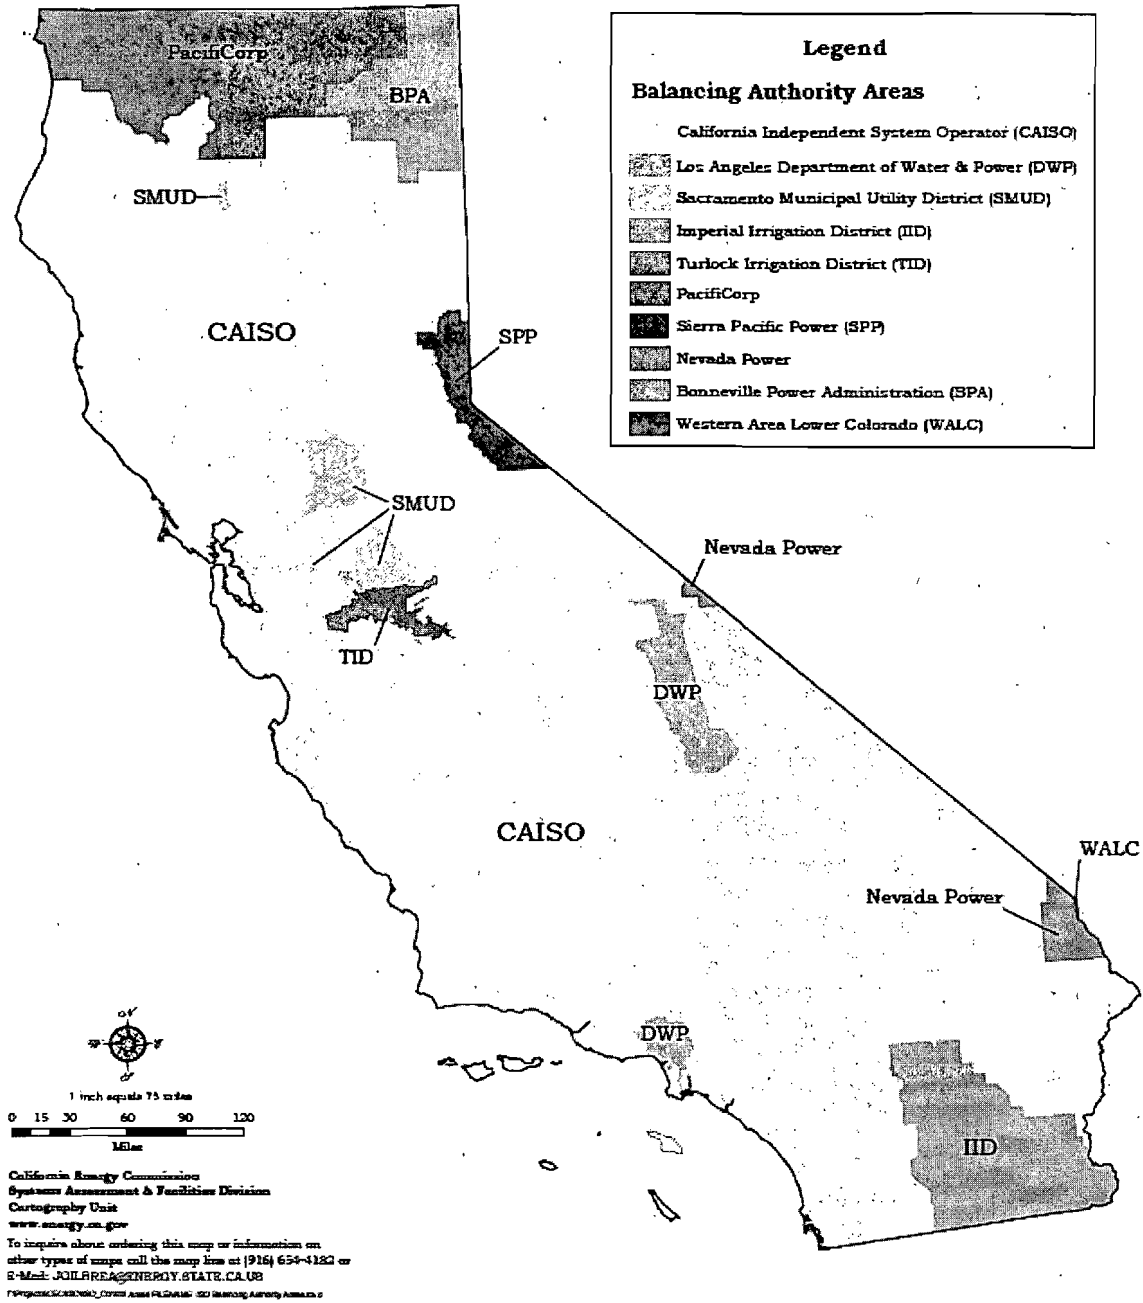 PacifiCorp
BPA
SMUD
CAISO
SPP
SMUD
Nevada Power
TID
DWP
CAISO
WALC
Nevada Power
DWP
IID
Legend
Balancing Authority Areas
California Independent System Operator (CAISO)
Los Angeles Department of Water & Power (DWP)
Sacramento Municipal Utility District (SMUD)
Imperial Irrigation District (IID)
Turlock Irrigation District (TID)
PacifiCorp
Sierra Pacific Power (SPP)
Nevada Power
Bonneville Power Administration (BPA)
Western Area Lower Colorado (WALC)
1 inch equals 75 miles
0 15 30 60 90 120
Miles
California Energy Commission
Systems Assessment & Facilities Division
Cartography Unit
www.energy.ca.gov
To inquire about ordering this map or information on
other types of maps call the map line at (916) 654-4182 or
E-Mail: JGILBREA@ENERGY.STATE.CA.US